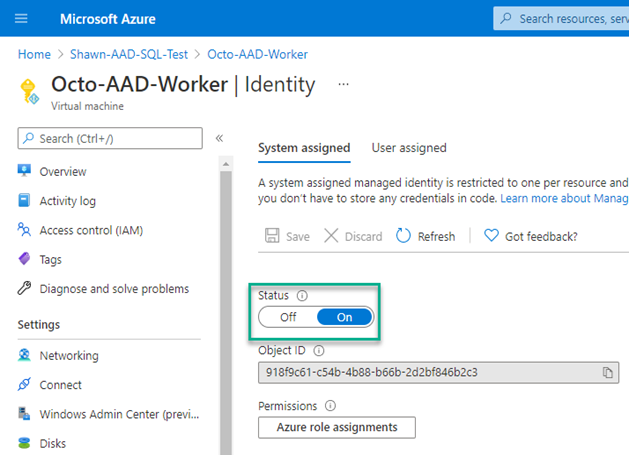 Microsoft Azure
Search resources, serv
Home > Shawn-AAD-SQL-Test > Octo-AAD-Worker
Octo-AAD-Worker | Identity ...
Virtual machine
Search (Ctrl+/)
«
Overview
Activity log
Access control (IAM)
Tags
Diagnose and solve problems
Settings
Networking
Connect
Windows Admin Center (previ...
Disks
System assigned User assigned
A system assigned managed identity is restricted to one per resource and
you don't have to store any credentials in code. Learn more about Manag
Save Discard Refresh Got feedback?
Status
Off On
Object ID
918f9c61-c54b-4b88-b66b-2d2bf846b2c3
Permissions
Azure role assignments